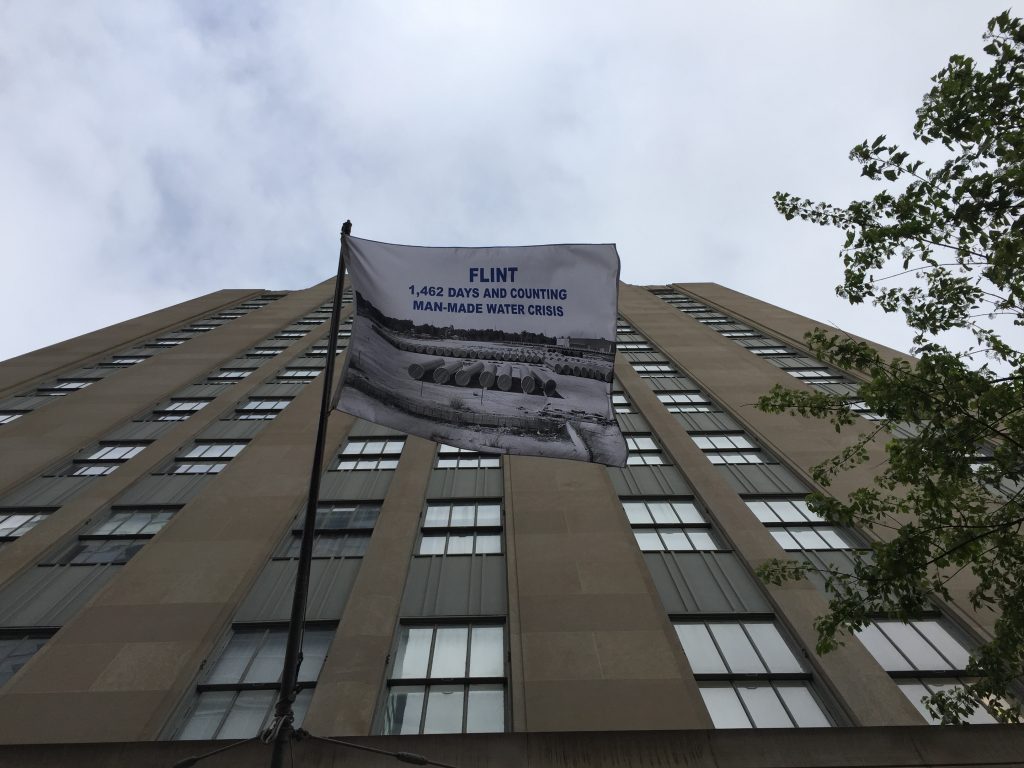 FLINT
1,462 DAYS AND COUNTING
MAN-MADE WATER CRISIS